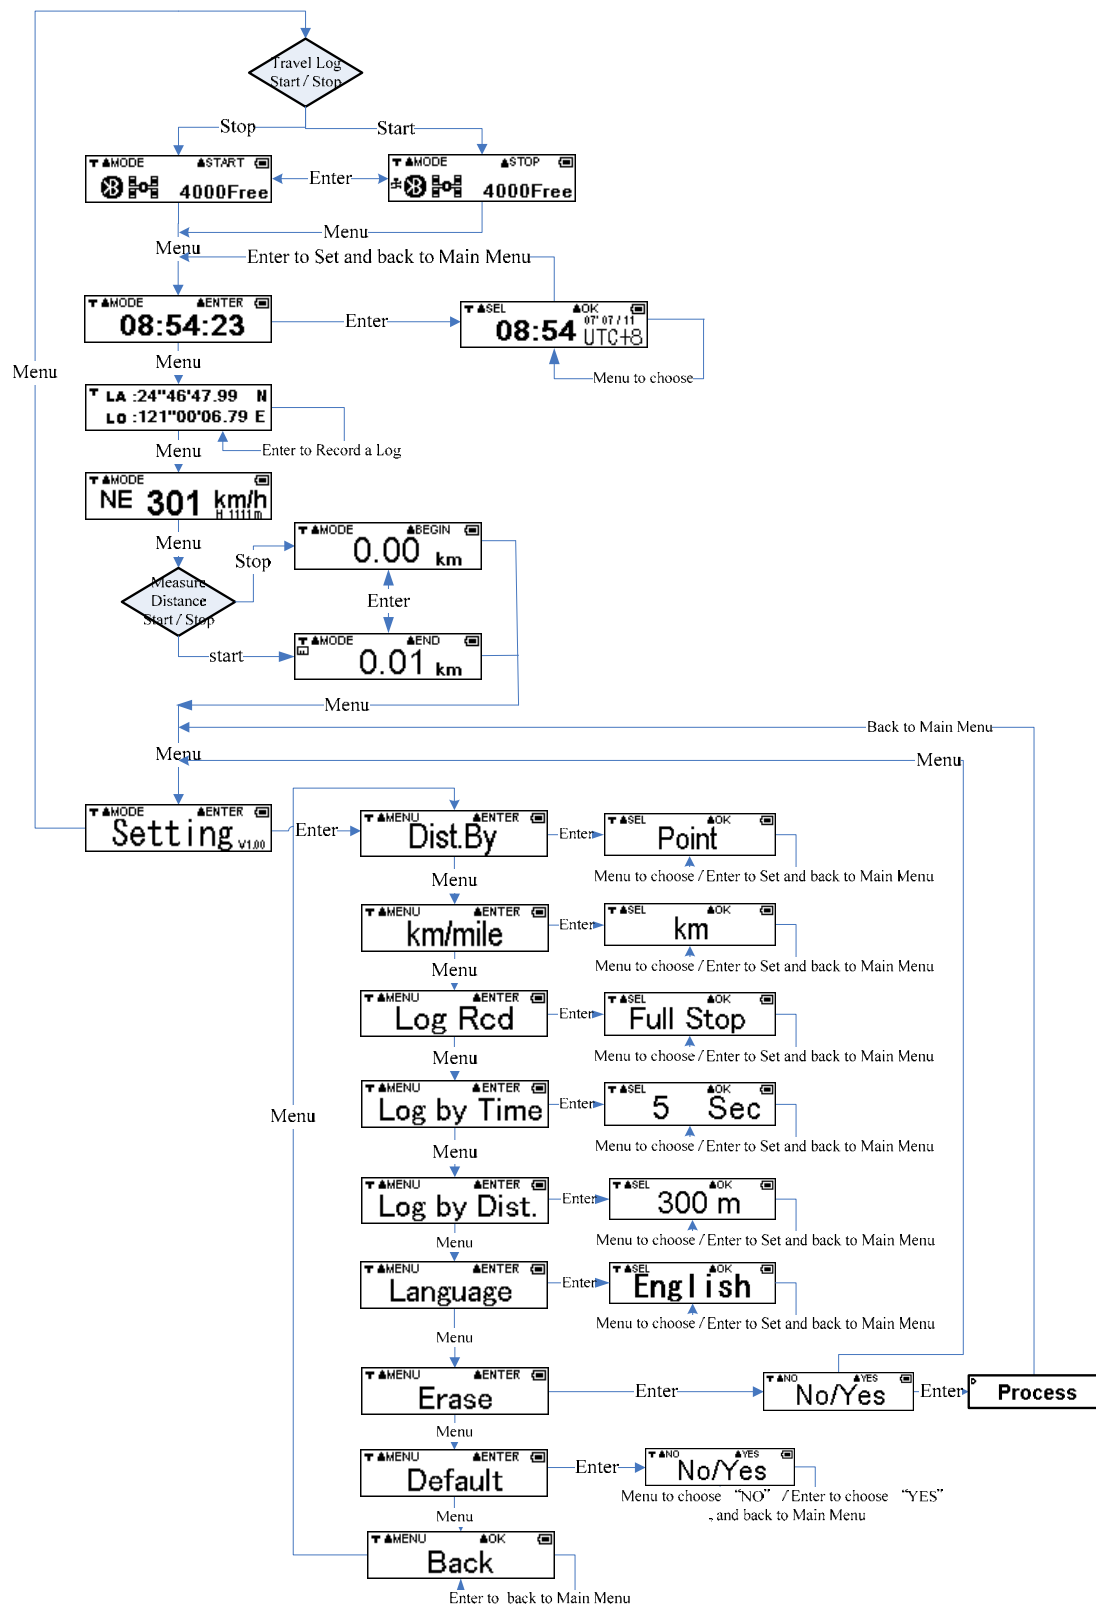 Travel Log
Start / Stop
Stop
Start
MODE START
4000Free
Enter
MODE STOP
4000Free
Menu
Menu
Enter to Set and back to Main Menu
MODE ENTER
08:54:23
Enter
SEL OK
08:54 07' 07 / 11
UTC+8
Menu to choose
Menu
Menu
LA :24"46'47.99 N
LO :121"00'06.79 E
Enter to Record a Log
Menu
MODE
NE 301 km/h
H 1111m
Menu
Stop
MODE BEGIN
0.00 km
Measure
Distance
Start / Stop
Enter
start
MODE END
0.01 km
Menu
Back to Main Menu
Menu
Menu
MODE ENTER
Setting V1.00
Enter
MENU ENTER
Dist.By
Enter
SEL OK
Point
Menu to choose / Enter to Set and back to Main Menu
Menu
MENU ENTER
km/mile
Enter
SEL OK
km
Menu to choose / Enter to Set and back to Main Menu
Menu
MENU ENTER
Log Rcd
Enter
SEL OK
Full Stop
Menu to choose / Enter to Set and back to Main Menu
Menu
MENU ENTER
Log by Time
Enter
SEL OK
5 Sec
Menu to choose / Enter to Set and back to Main Menu
Menu
Menu
MENU ENTER
Log by Dist.
Enter
SEL OK
300 m
Menu to choose / Enter to Set and back to Main Menu
Menu
MENU ENTER
Language
Enter
SEL OK
English
Menu to choose / Enter to Set and back to Main Menu
Menu
MENU ENTER
Erase
Enter
NO YES
No/Yes
Enter
Process
Menu
MENU ENTER
Default
Enter
NO YES
No/Yes
Menu to choose “NO” / Enter to choose “YES”
, and back to Main Menu
Menu
MENU OK
Back
Enter to back to Main Menu